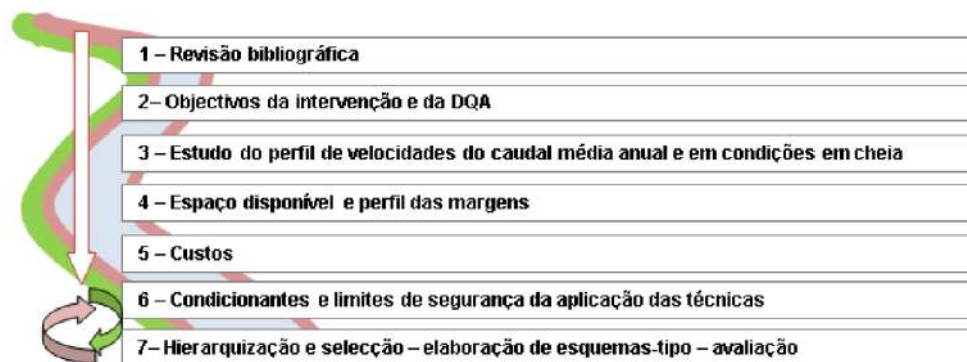 1 – Revisão bibliográfica
2– Objectivos da intervenção e da DQA
3 – Estudo do perfil de velocidades do caudal média anual e em condições em cheia
4 – Espaço disponível e perfil das margens
5 – Custos
6 – Condicionantes e limites de segurança da aplicação das técnicas
7– Hierarquização e selecção – elaboração de esquemas-tipo – avaliação